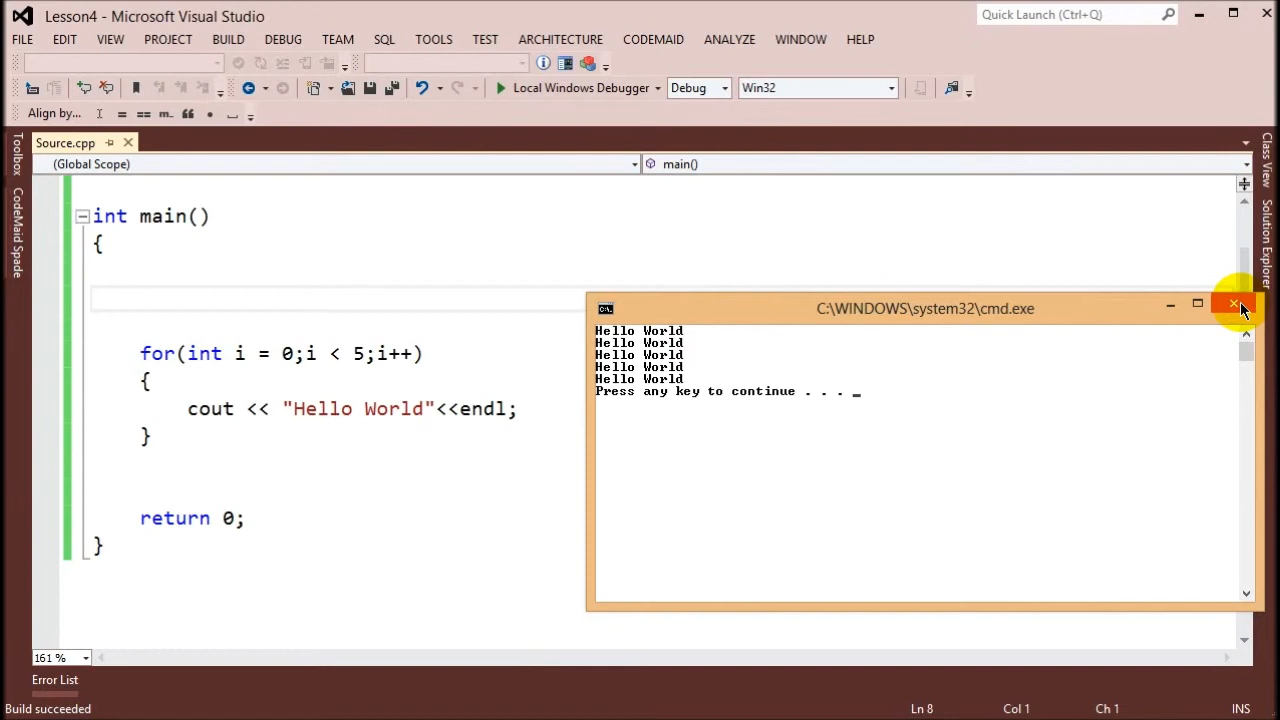 Lesson4 - Microsoft Visual Studio
Quick Launch (Ctrl+Q)
FILE EDIT VIEW PROJECT BUILD DEBUG TEAM SQL TOOLS TEST ARCHITECTURE CODEMAID ANALYZE WINDOW HELP
Local Windows Debugger Debug Win32
Align by... = == m... “ •
Source.cpp
(Global Scope) main()
Toolbox
CodeMaid Spade
Class View
Solution Explorer
int main()
{
for(int i = 0;i < 5;i++)
{
cout << "Hello World"<<endl;
}
return 0;
}
C:\WINDOWS\system32\cmd.exe
Hello World
Hello World
Hello World
Hello World
Hello World
Press any key to continue . . . _
161 %
Error List
Build succeeded Ln 8 Col 1 Ch 1 INS